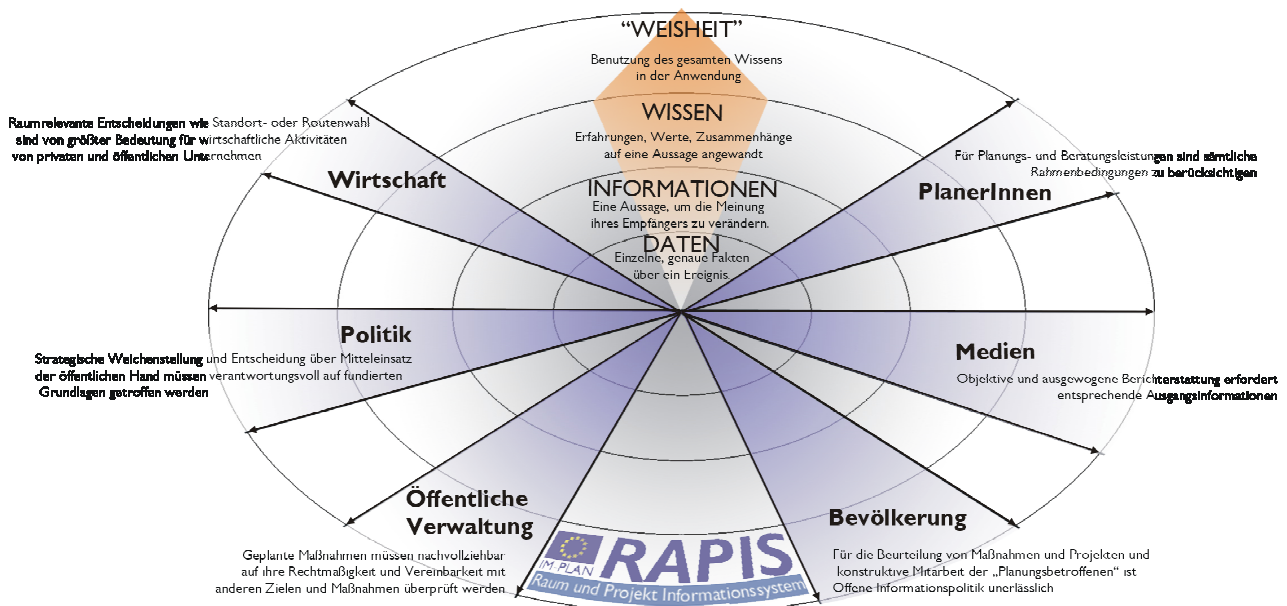 “WEISHEIT”
Benutzung des gesamten Wissens
in der Anwendung
WISSEN
Erfahrungen, Werte, Zusammenhänge
auf eine Aussage angewandt
INFORMATIONEN
Eine Aussage, um die Meinung
ihres Empfängers zu verändern.
DATEN
Einzelne, genaue Fakten
über ein Ereignis.
Raumrelevante Entscheidungen wie Standort- oder Routenwahl
sind von größter Bedeutung für wirtschaftliche Aktivitäten
von privaten und öffentlichen Unternehmen
Wirtschaft
Für Planungs- und Beratungsleistungen sind sämtliche
Rahmenbedingungen zu berücksichtigen
PlanerInnen
Politik
Strategische Weichenstellung und Entscheidung über Mitteleinsatz
der öffentlichen Hand müssen verantwortungsvoll auf fundierten
Grundlagen getroffen werden
Medien
Objektive und ausgewogene Berichterstattung erfordert
entsprechende Ausgangsinformationen
Öffentliche
Verwaltung
Geplante Maßnahmen müssen nachvollziehbar
auf ihre Rechtmäßigkeit und Vereinbarkeit mit
anderen Zielen und Maßnahmen überprüft werden
Bevölkerung
Für die Beurteilung von Maßnahmen und Projekten und
konstruktive Mitarbeit der „Planungsbetroffenen“ ist
Offene Informationspolitik unerlässlich
IM-PLAN
RAPIS
Raum und Projekt Informationssystem